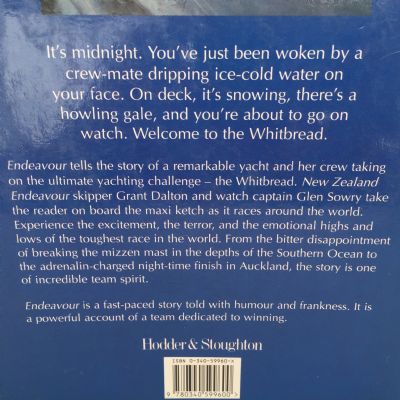 It's midnight. You've just been woken by a
crew-mate dripping ice-cold water on
your face. On deck, it's snowing, there's a
howling gale, and you're about to go on
watch. Welcome to the Whitbread.
Endeavour tells the story of a remarkable yacht and her crew taking
on the ultimate yachting challenge – the Whitbread. New Zealand
Endeavour skipper Grant Dalton and watch captain Glen Sowry take
the reader on board the maxi ketch as it races around the world.
Experience the excitement, the terror, and the emotional highs and
lows of the toughest race in the world. From the bitter disappointment
of breaking the mizzen mast in the depths of the Southern Ocean to
the adrenalin-charged night-time finish in Auckland, the story is one
of incredible team spirit.
Endeavour is a fast-paced story told with humour and frankness. It is
a powerful account of a team dedicated to winning.
Hodder & Stoughton
ISBN 0-340-59960-X
9 780340 599600 >